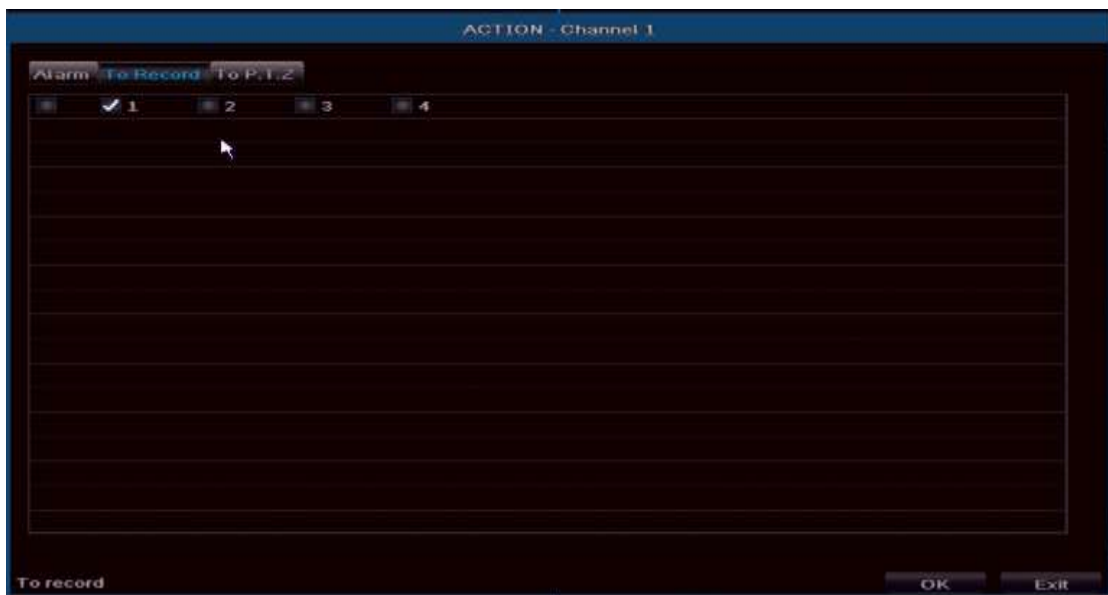 ACTION - Channel 1
Alarm To Record To P.T.Z
1 2 3 4
To record OK Exit